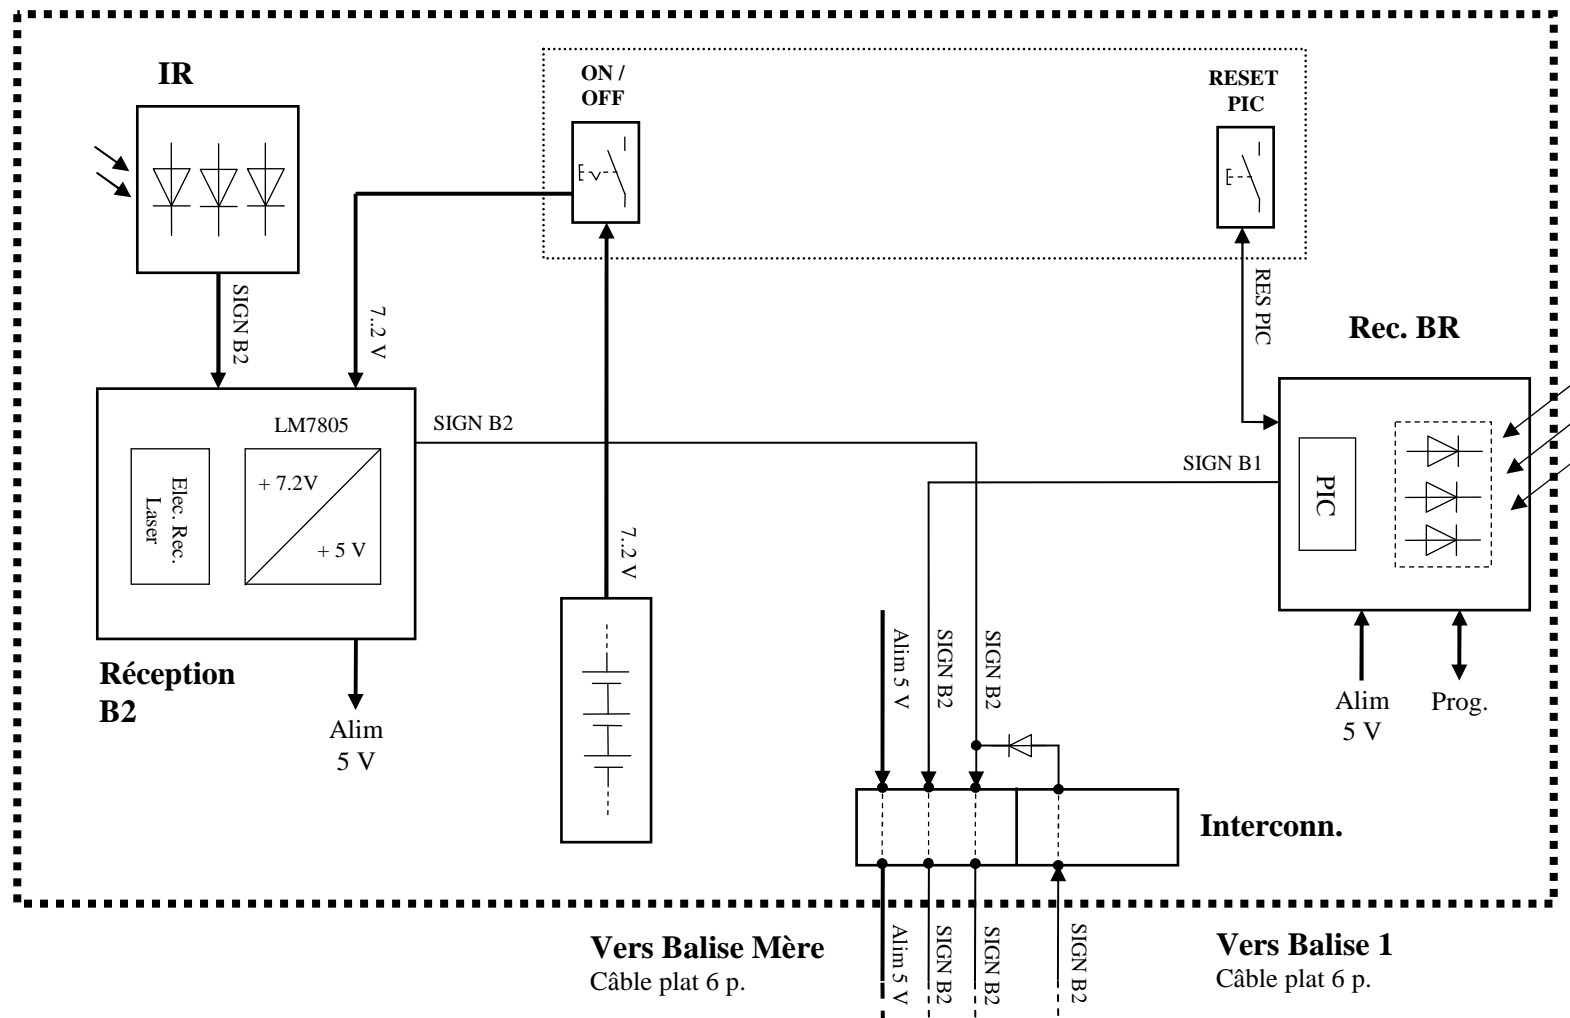 IR
ON /
OFF
RESET
PIC
SIGN B2
7..2 V
RES PIC
Rec. BR
LM7805
SIGN B2
+ 7.2V
+ 5 V
Elec. Rec.
Laser
SIGN B1
PIC
7..2 V
Réception
B2
Alim
5 V
Alim 5 V
SIGN B2
SIGN B2
Alim
5 V
Prog.
Interconn.
Vers Balise Mère
Câble plat 6 p.
Alim 5 V
SIGN B2
SIGN B2
SIGN B2
Vers Balise 1
Câble plat 6 p.